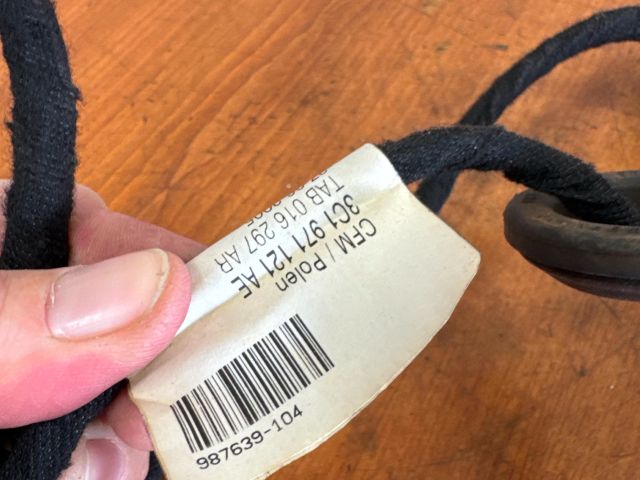 CFM / Polen
3C1 971 121 AE
TAB 016 297 AR
987639-104